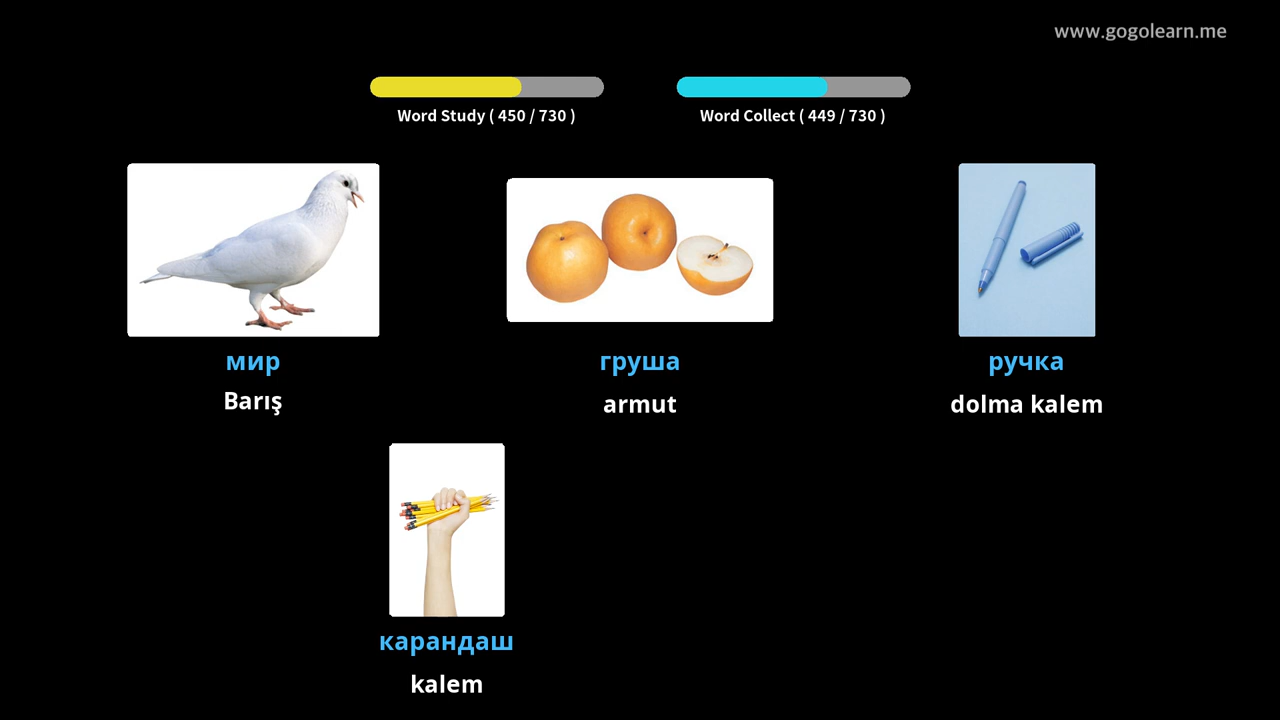 www.gogolearn.me
Word Study ( 450 / 730 )
Word Collect ( 449 / 730 )
мир
Barış
груша
armut
ручка
dolma kalem
карандаш
kalem